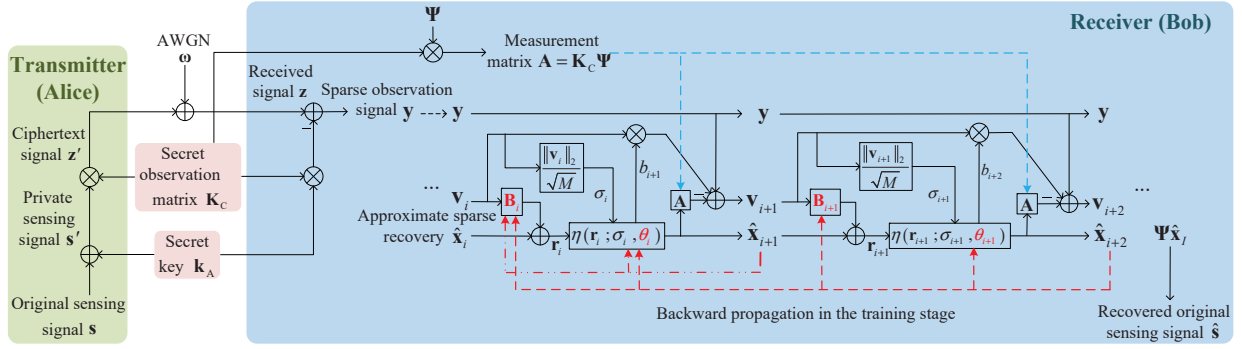 Transmitter
(Alice)
Receiver (Bob)
AWGN
ω
Ψ
Measurement
matrix A = K_C Ψ
Received
signal z
Sparse observation
signal y
y
y
y
Ciphertext
signal z′
Secret
observation
matrix K_C
Private
sensing
signal s′
Secret
key k_A
Original sensing
signal s
...
v_i
Approximate sparse
recovery x̂_i
B_i
‖v_i‖_2
√M
σ_i
b_{i+1}
r_i
η(r_i ; σ_i , θ_i)
A
−
−
v_{i+1}
x̂_{i+1}
B_{i+1}
‖v_{i+1}‖_2
√M
σ_{i+1}
b_{i+2}
r_{i+1}
η(r_{i+1} ; σ_{i+1} , θ_{i+1})
A
−
v_{i+2}
x̂_{i+2}
...
Ψx̂_I
Backward propagation in the training stage
Recovered original
sensing signal ŝ